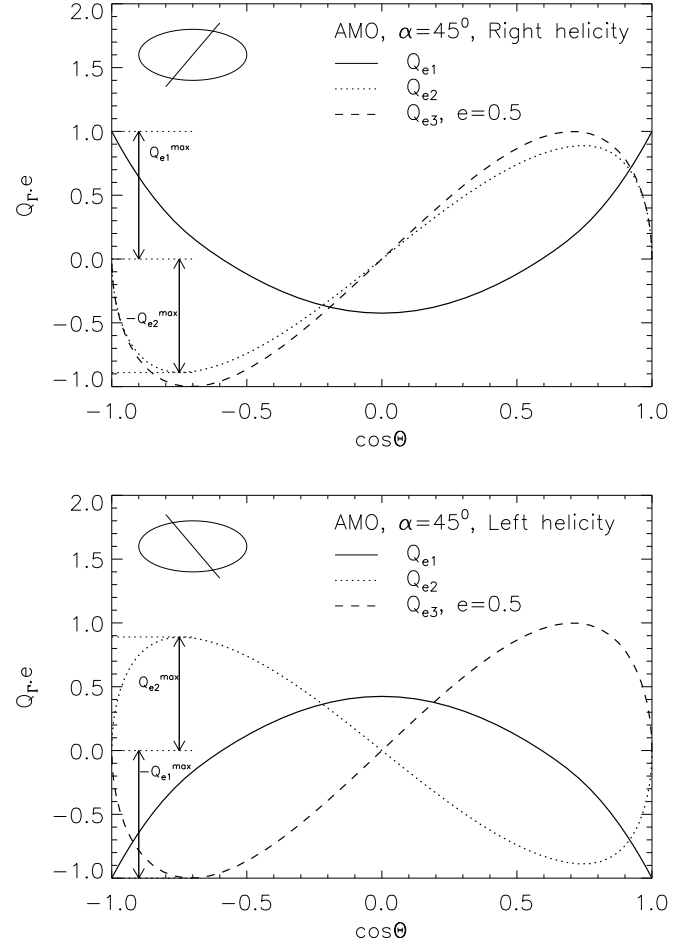 2.0
AMO, α=45⁰, Right helicity
1.5
Q_e1
Q_e2
1.0
Q_e3, e=0.5
Q_e1^max
0.5
Q_Γ·e
0.0
−Q_e2^max
−0.5
−1.0
−1.0 −0.5 0.0 0.5 1.0
cosΘ
2.0
AMO, α=45⁰, Left helicity
1.5
Q_e1
Q_e2
Q_e3, e=0.5
1.0
Q_e2^max
0.5
Q_Γ·e
0.0
−Q_e1^max
−0.5
−1.0
−1.0 −0.5 0.0 0.5 1.0
cosΘ